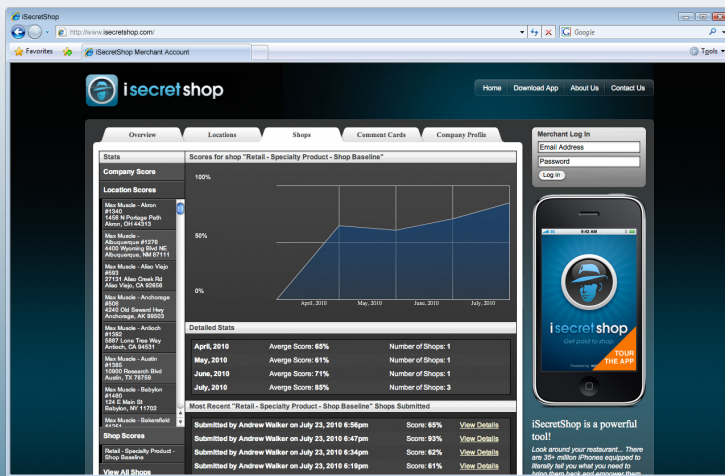 iSecretShop
http://www.isecretshop.com/
Google
Favorites
iSecretShop Merchant Account
Tools
i secret shop
Home Download App About Us Contact Us
Overview Locations Shops Comment Cards Company Profile
Stats
Company Score
Location Scores
Max Muscle - Akron
#1340
1456 N Portage Path
Akron, OH 44313
Max Muscle -
Albuquerque #1276
4400 Wyoming Blvd NE
Albuquerque, NM 87111
Max Muscle - Aliso Viejo
#593
27131 Aliso Creek Rd
Aliso Viejo, CA 92656
Max Muscle - Anchorage
#506
4240 Old Seward Hwy
Anchorage, AK 99503
Max Muscle - Antioch
#1392
5887 Lone Tree Way
Antioch, CA 94531
Max Muscle - Austin
#1385
10900 Research Blvd
Austin, TX 78759
Max Muscle - Babylon
#1480
124 E Main St
Babylon, NY 11702
Max Muscle - Bakersfield
#1251
Shop Scores
Retail - Specialty Product -
Shop Baseline
View All Shops
Scores for shop "Retail - Specialty Product - Shop Baseline"
100%
50%
0%
April, 2010 May, 2010 June, 2010 July, 2010
Detailed Stats
April, 2010 Averge Score: 65% Number of Shops: 1
May, 2010 Averge Score: 61% Number of Shops: 1
June, 2010 Averge Score: 71% Number of Shops: 1
July, 2010 Averge Score: 85% Number of Shops: 3
Most Recent "Retail - Specialty Product - Shop Baseline" Shops Submitted
Submitted by Andrew Walker on July 23, 2010 6:56pm Score: 65% View Details
Submitted by Andrew Walker on July 23, 2010 6:47pm Score: 93% View Details
Submitted by Andrew Walker on July 23, 2010 6:34pm Score: 62% View Details
Submitted by Andrew Walker on July 23, 2010 6:19pm Score: 61% View Details
Merchant Log In
Email Address
Password
Log in
9:42 AM
i secret shop
Get paid to shop.
TOUR
THE APP
iSecretShop is a powerful
tool!
Look around your restaurant... There
are 35+ million iPhones equipped to
literally tell you what you need to
bring them back and empower them